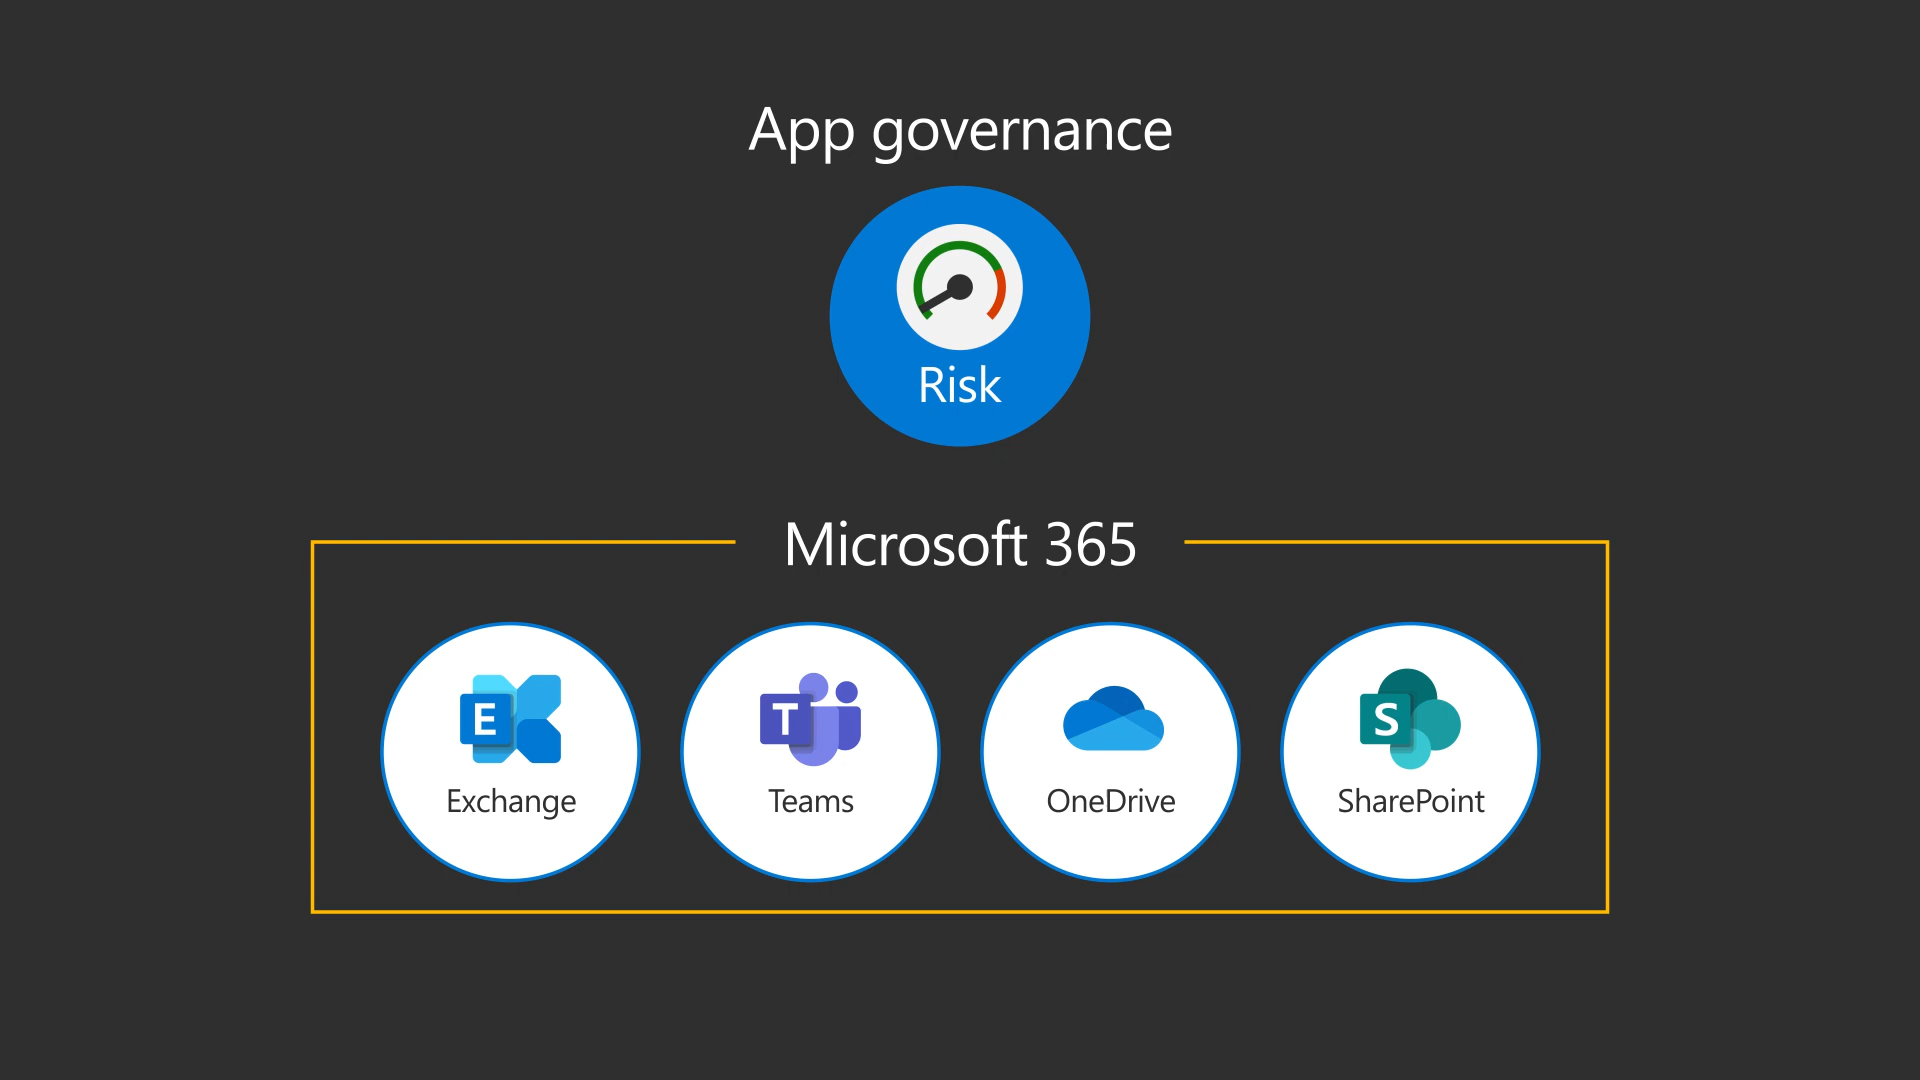 App governance
Risk
Microsoft 365
E
T
S
Exchange
Teams
OneDrive
SharePoint